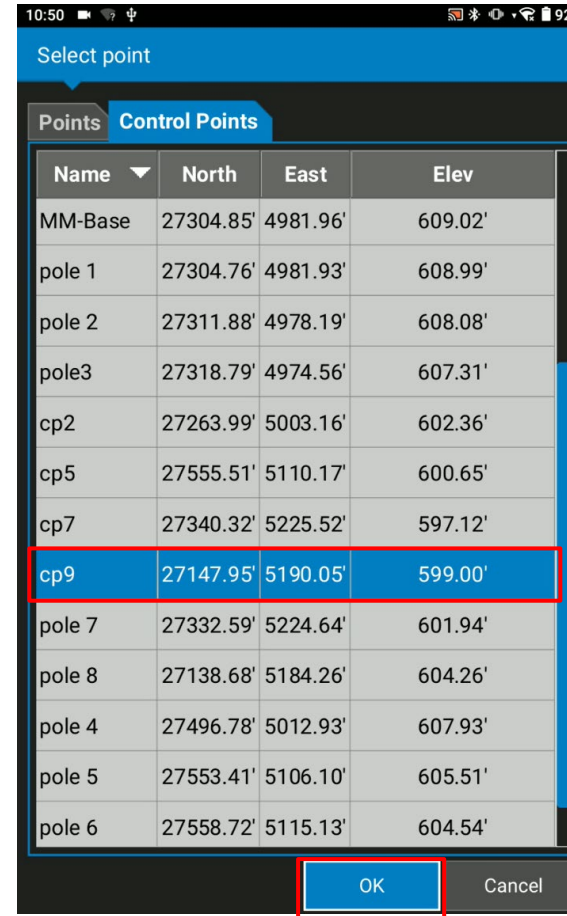 10:50 92
Select point
Points Control Points
Name North East Elev
MM-Base 27304.85' 4981.96' 609.02'
pole 1 27304.76' 4981.93' 608.99'
pole 2 27311.88' 4978.19' 608.08'
pole3 27318.79' 4974.56' 607.31'
cp2 27263.99' 5003.16' 602.36'
cp5 27555.51' 5110.17' 600.65'
cp7 27340.32' 5225.52' 597.12'
cp9 27147.95' 5190.05' 599.00'
pole 7 27332.59' 5224.64' 601.94'
pole 8 27138.68' 5184.26' 604.26'
pole 4 27496.78' 5012.93' 607.93'
pole 5 27553.41' 5106.10' 605.51'
pole 6 27558.72' 5115.13' 604.54'
OK Cancel